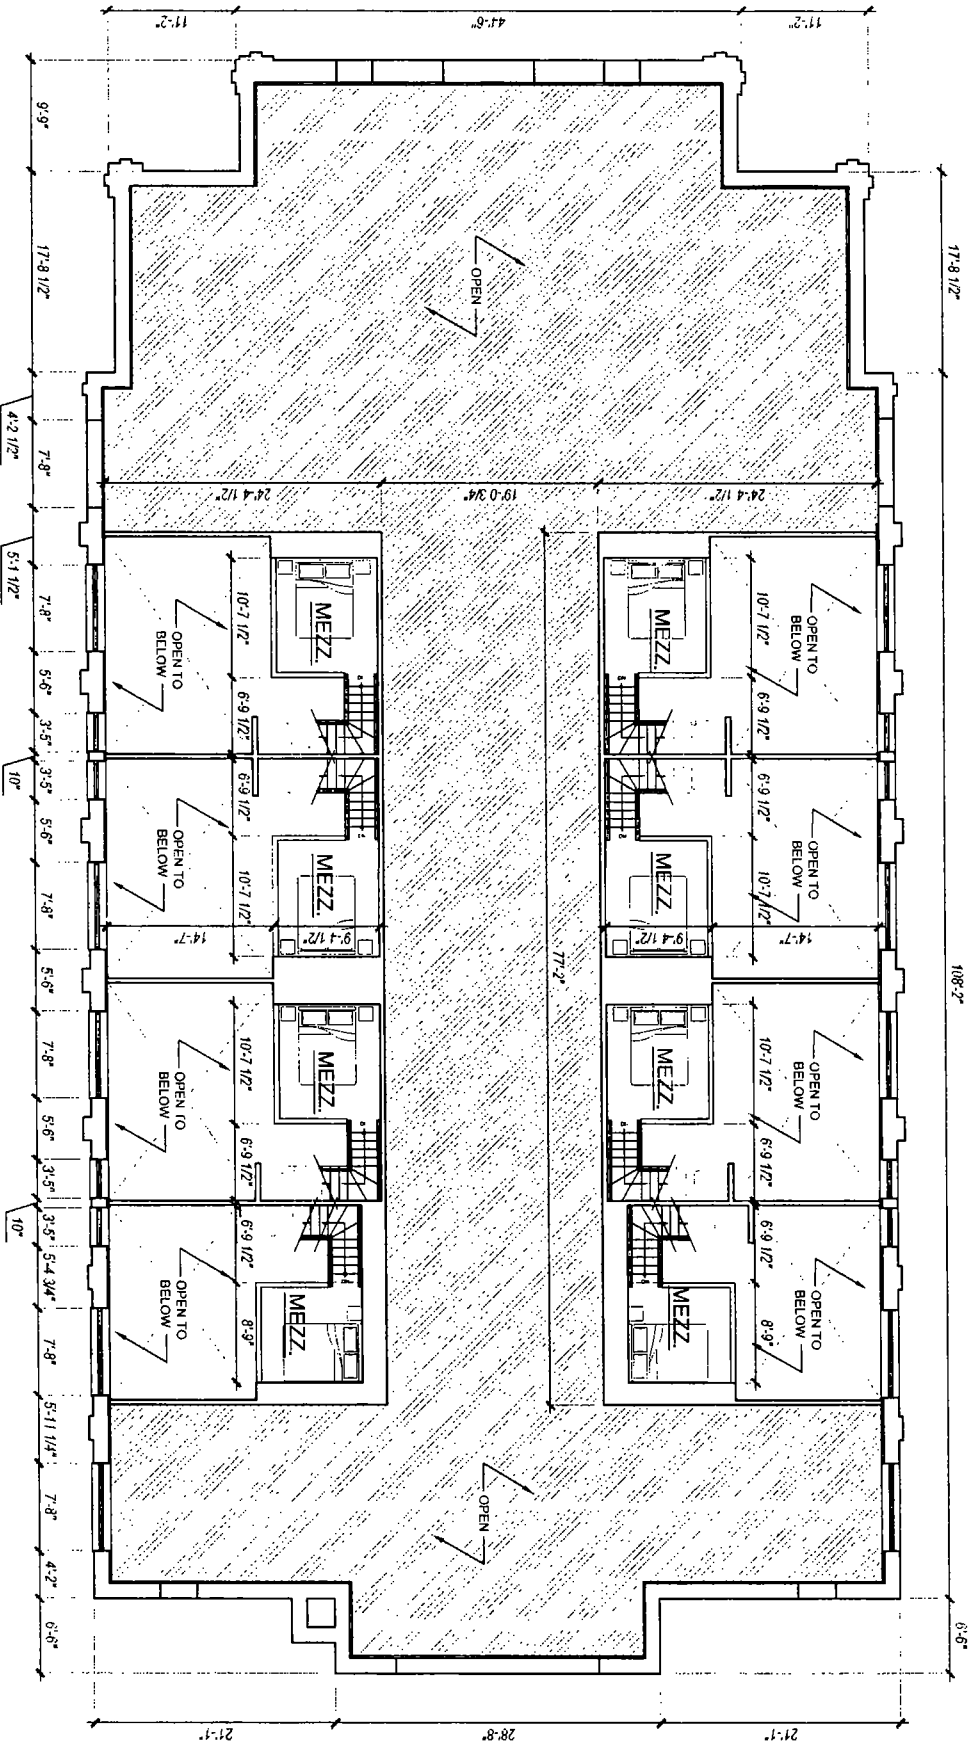 11'-2"
44'-6"
11'-2"
9'-9"
17'-8 1/2"
4'-2 1/2"
7'-8"
5'-1 1/2"
7'-8"
5'-6"
3'-5"
10"
3'-5"
5'-6"
7'-8"
5'-6"
7'-8"
5'-6"
3'-5"
10"
3'-5"
5'-4 3/4"
7'-8"
5'-11 1/4"
7'-8"
4'-2"
6'-6"
17'-8 1/2"
108'-2"
6'-6"
OPEN
24'-4 1/2"
19'-0 3/4"
24'-4 1/2"
77'-2"
MEZZ.
10'-7 1/2"
6'-9 1/2"
OPEN TO
BELOW
MEZZ.
10'-7 1/2"
6'-9 1/2"
OPEN TO
BELOW
MEZZ.
6'-9 1/2"
10'-7 1/2"
OPEN TO
BELOW
14'-7"
9'-4 1/2"
MEZZ.
6'-9 1/2"
10'-7 1/2"
OPEN TO
BELOW
9'-4 1/2"
14'-7"
MEZZ.
10'-7 1/2"
6'-9 1/2"
OPEN TO
BELOW
MEZZ.
10'-7 1/2"
6'-9 1/2"
OPEN TO
BELOW
MEZZ.
6'-9 1/2"
8'-9"
OPEN TO
BELOW
MEZZ.
6'-9 1/2"
8'-9"
OPEN TO
BELOW
OPEN
21'-1"
28'-8"
21'-1"